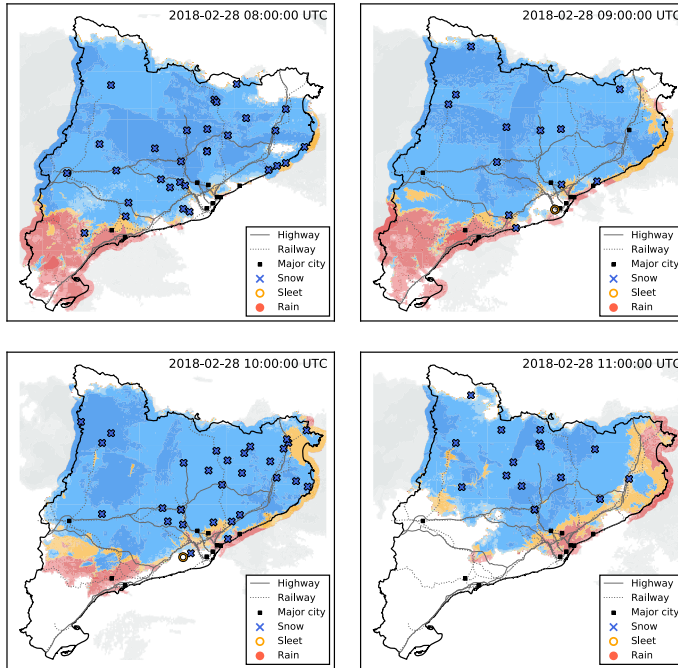 2018-02-28 08:00:00 UTC
Highway
Railway
Major city
Snow
Sleet
Rain
2018-02-28 09:00:00 UTC
Highway
Railway
Major city
Snow
Sleet
Rain
2018-02-28 10:00:00 UTC
Highway
Railway
Major city
Snow
Sleet
Rain
2018-02-28 11:00:00 UTC
Highway
Railway
Major city
Snow
Sleet
Rain